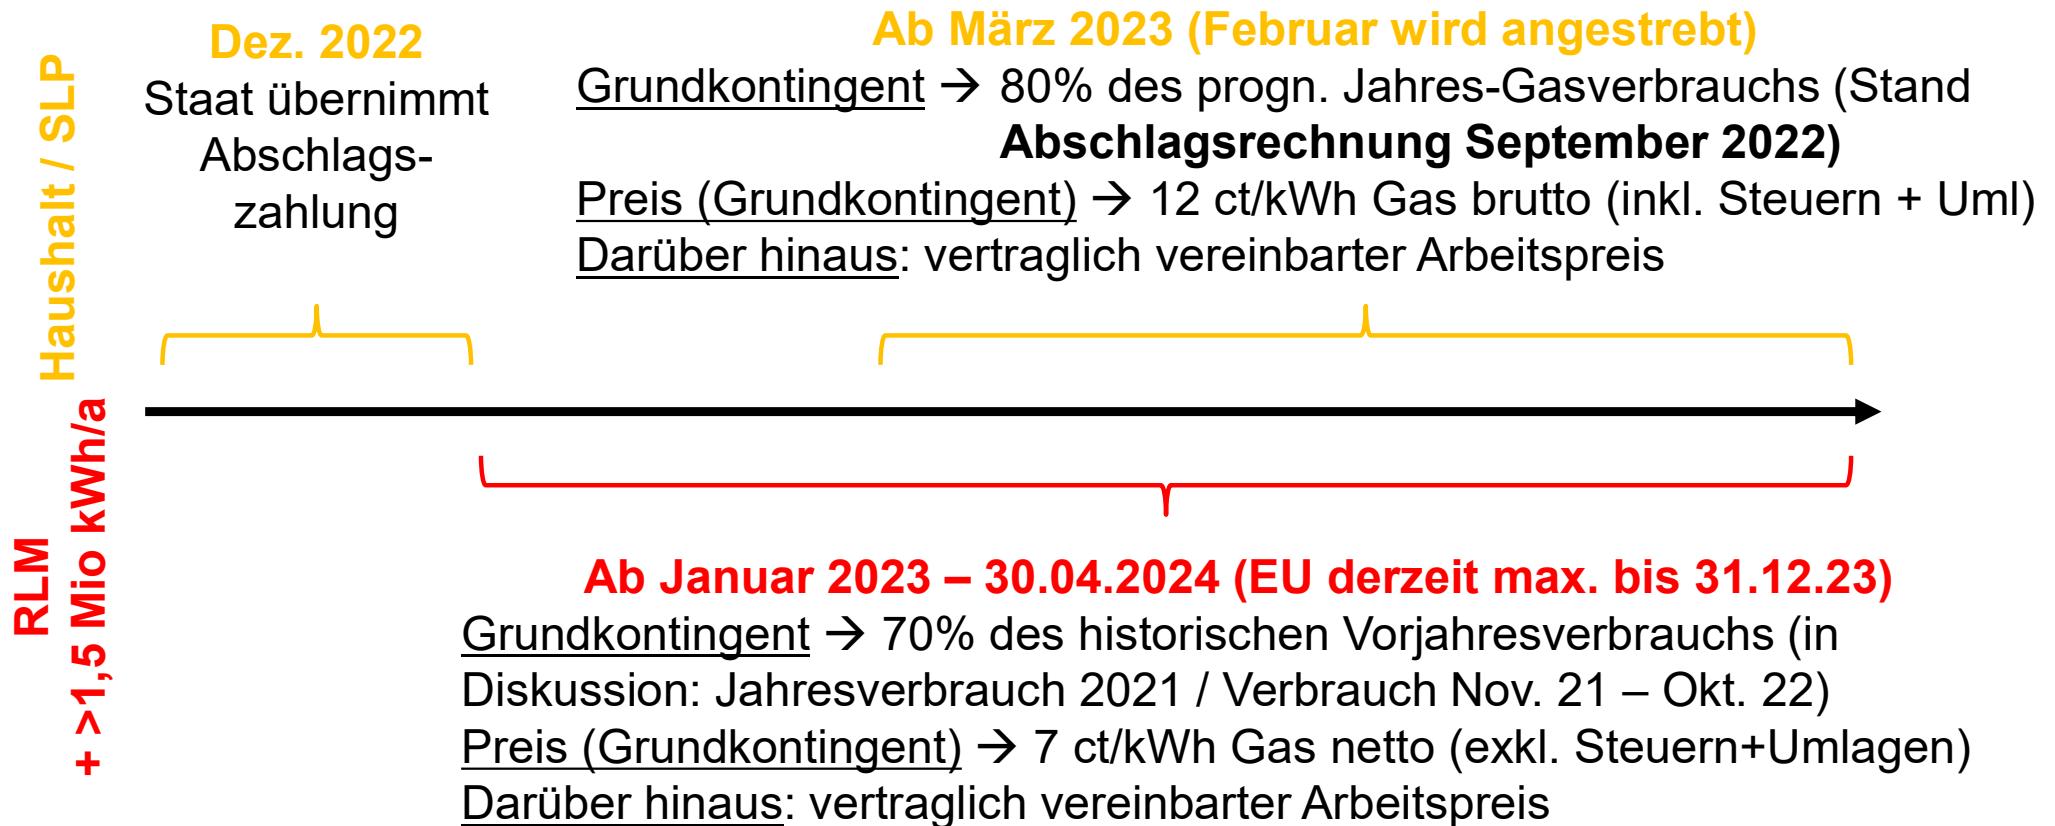 Haushalt / SLP
Dez. 2022
Staat übernimmt
Abschlags-
zahlung
Ab März 2023 (Februar wird angestrebt)
Grundkontingent → 80% des progn. Jahres-Gasverbrauchs (Stand
Abschlagsrechnung September 2022)
Preis (Grundkontingent) → 12 ct/kWh Gas brutto (inkl. Steuern + Uml)
Darüber hinaus: vertraglich vereinbarter Arbeitspreis
RLM
+ >1,5 Mio kWh/a
Ab Januar 2023 – 30.04.2024 (EU derzeit max. bis 31.12.23)
Grundkontingent → 70% des historischen Vorjahresverbrauchs (in
Diskussion: Jahresverbrauch 2021 / Verbrauch Nov. 21 – Okt. 22)
Preis (Grundkontingent) → 7 ct/kWh Gas netto (exkl. Steuern+Umlagen)
Darüber hinaus: vertraglich vereinbarter Arbeitspreis